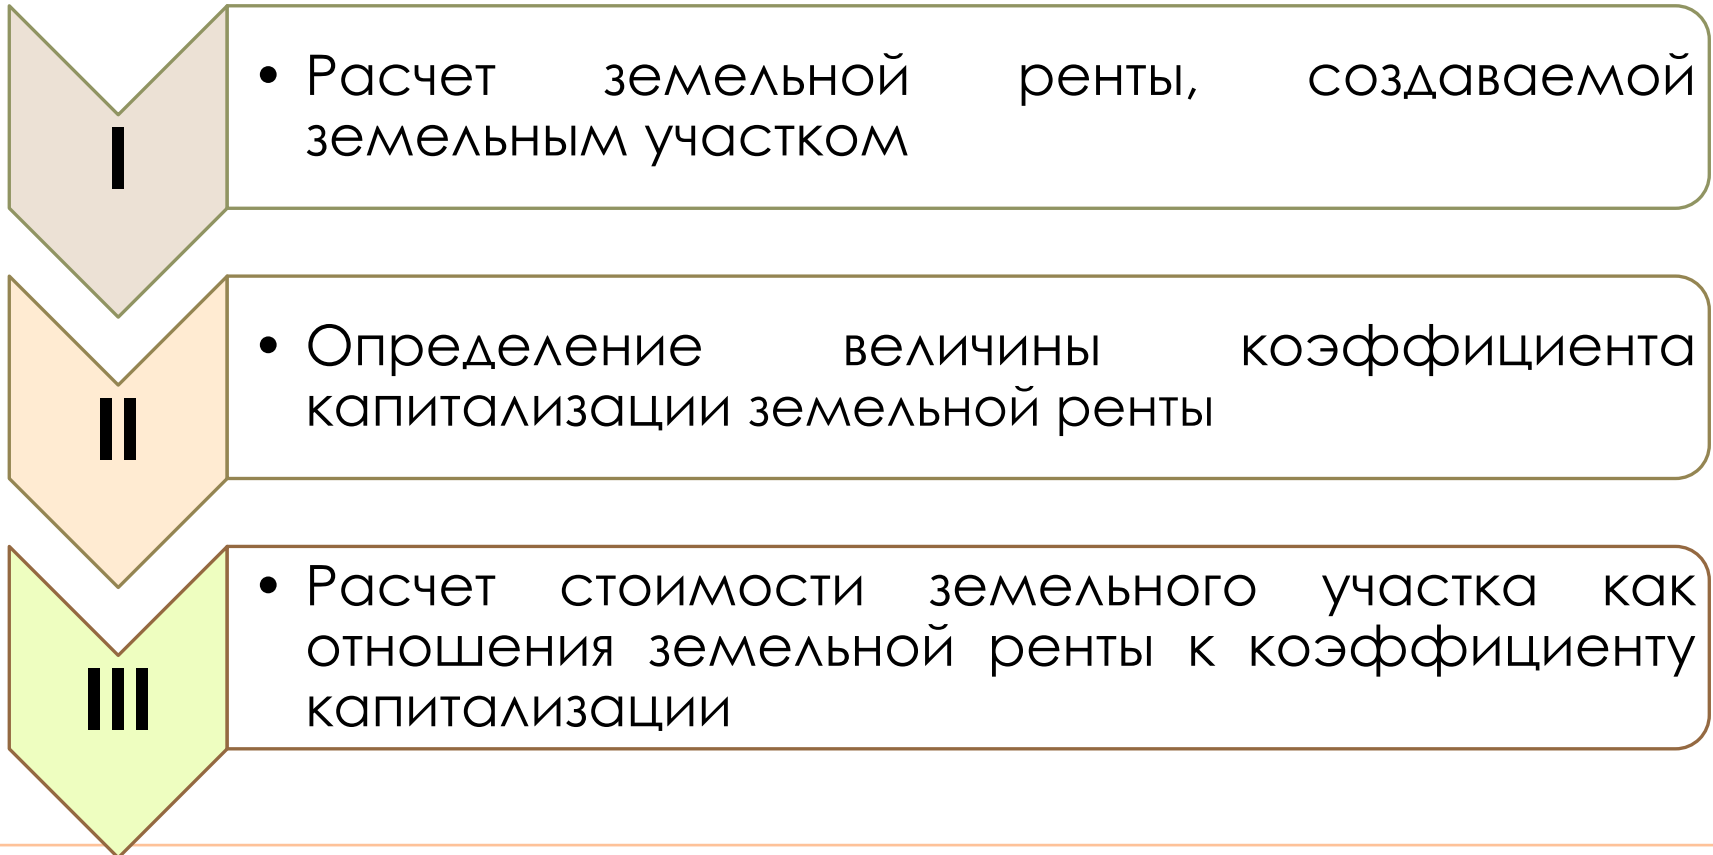 I
• Расчет земельной ренты, создаваемой
земельным участком
II
• Определение величины коэффициента
капитализации земельной ренты
III
• Расчет стоимости земельного участка как
отношения земельной ренты к коэффициенту
капитализации